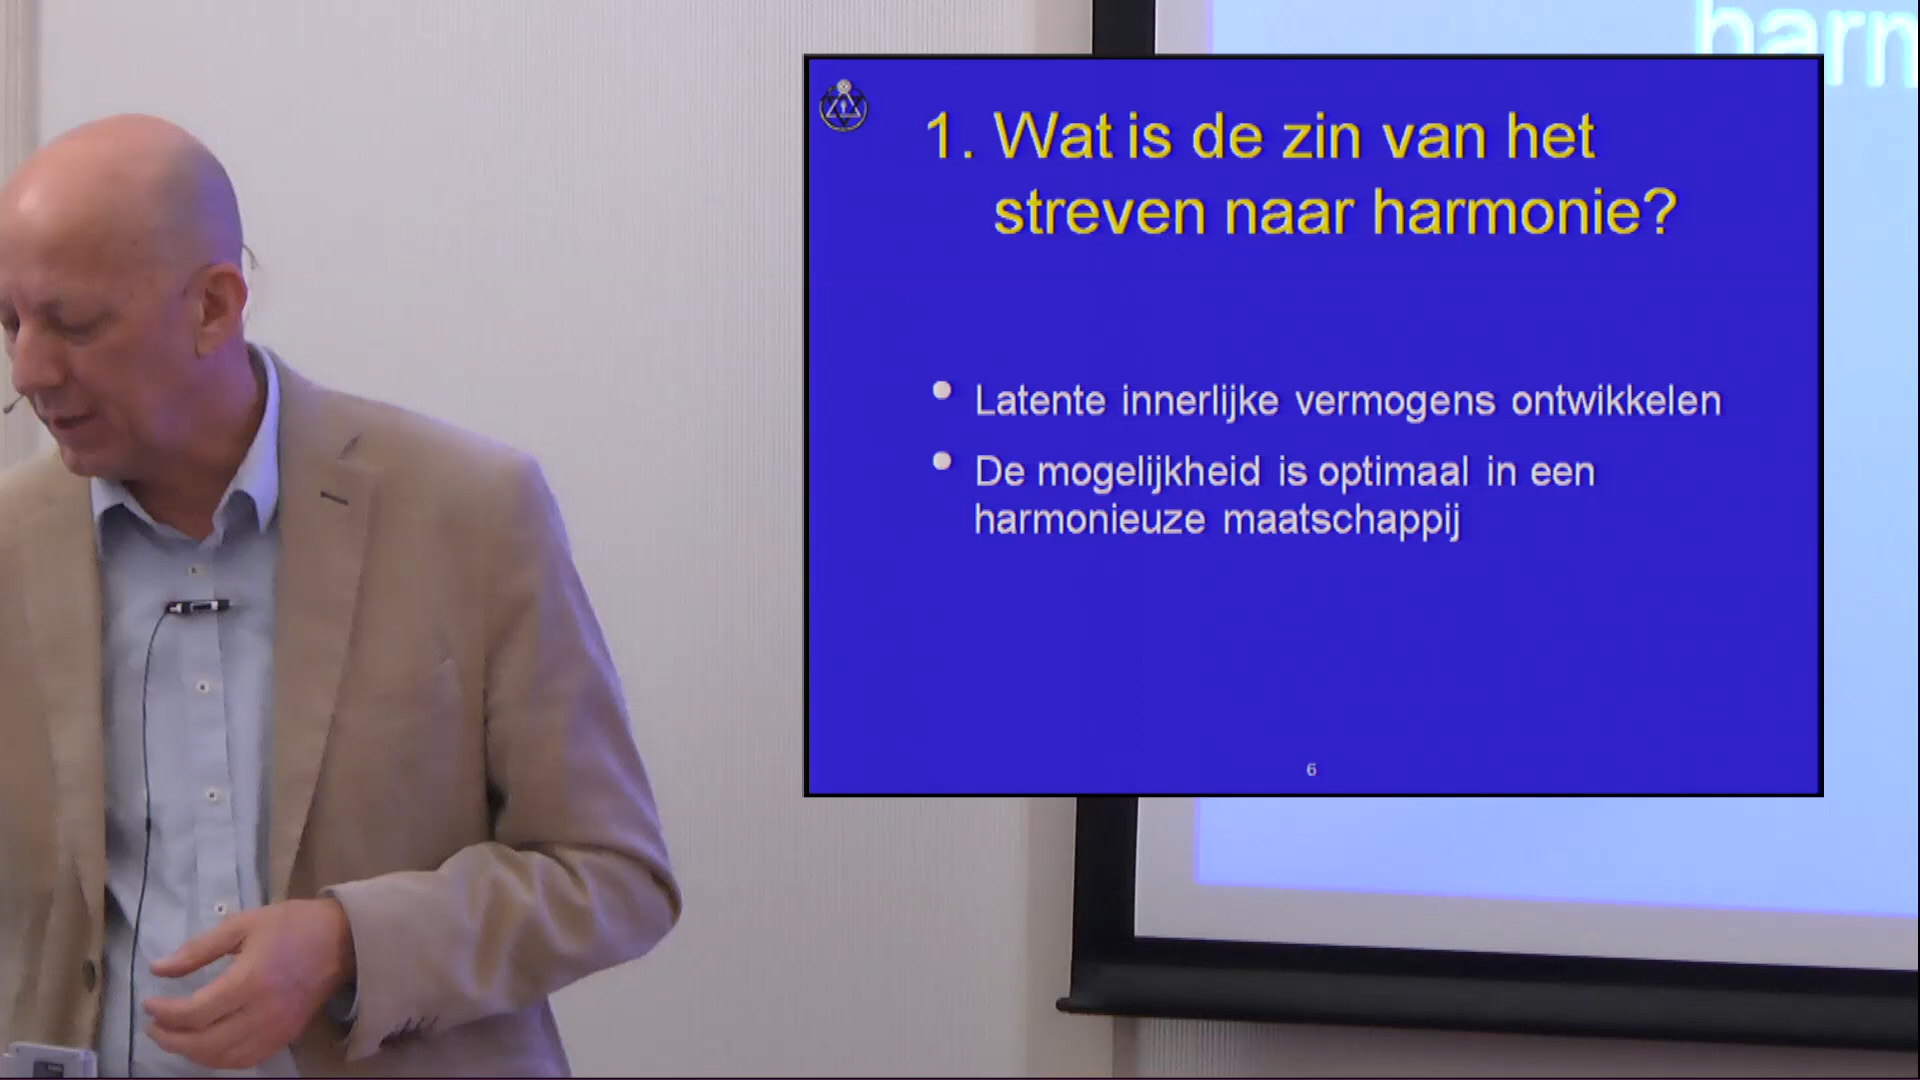 harn
1. Wat is de zin van het
streven naar harmonie?
• Latente innerlijke vermogens ontwikkelen
• De mogelijkheid is optimaal in een
harmonieuze maatschappij
6